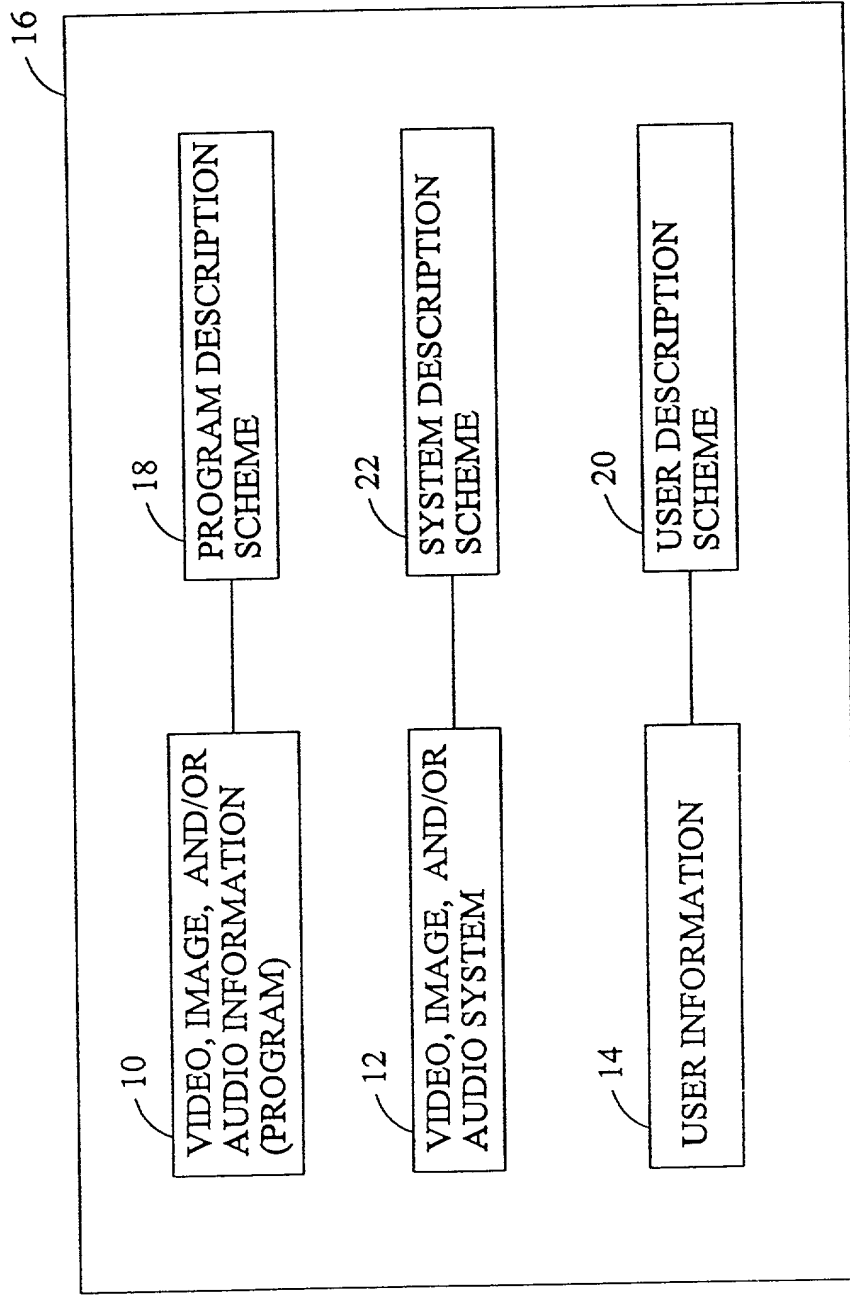 16
10
VIDEO, IMAGE, AND/OR
AUDIO INFORMATION
(PROGRAM)
18
PROGRAM DESCRIPTION
SCHEME
12
VIDEO, IMAGE, AND/OR
AUDIO SYSTEM
22
SYSTEM DESCRIPTION
SCHEME
14
USER INFORMATION
20
USER DESCRIPTION
SCHEME